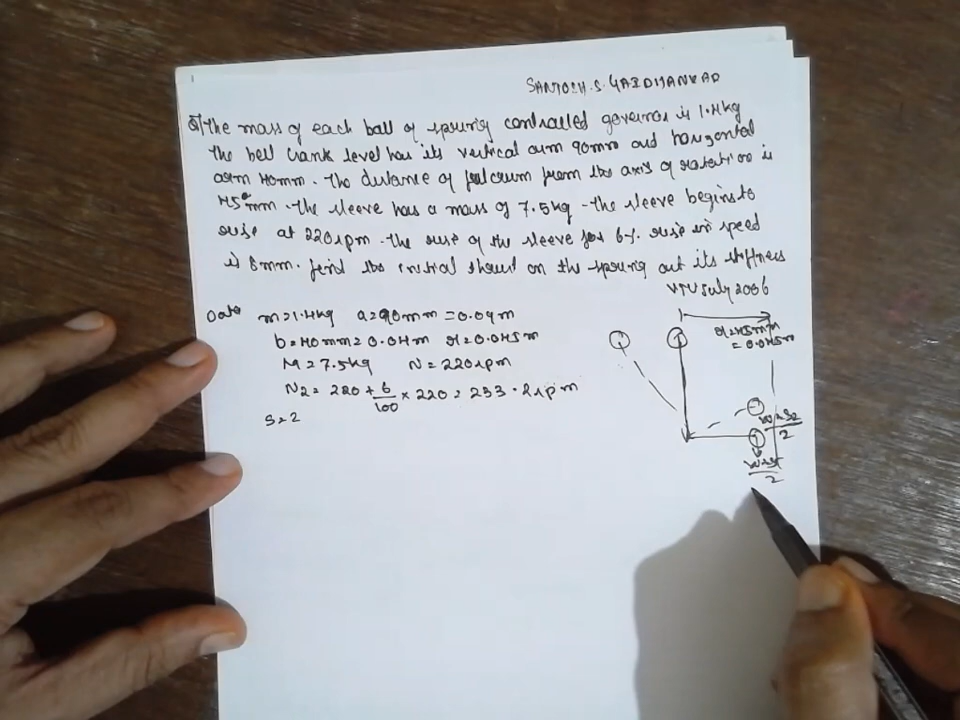 SANTOSH.S.GAIDHANKAR
Q) The mass of each ball of spring controlled governor is 1.4kg
The bell crank level has its vertical arm 90mm and horizontal
arm 40mm. The distance of fulcrum from the axis of rotation is
45mm. The sleeve has a mass of 7.5kg. The sleeve begins to
rise at 220rpm. The rise of the sleeve for 6%. rise in speed
is 8mm. find the initial thrust on the spring and its stiffness
VTU July 2006
Data m=1.4kg a=90mm=0.09m
b=40mm=0.04m r=0.045m
M=7.5kg N=220rpm
N2= 220+6/100 × 220= 233.2rpm
S=2
r=45mm
=0.045m
W+S2/2
W+S1/2